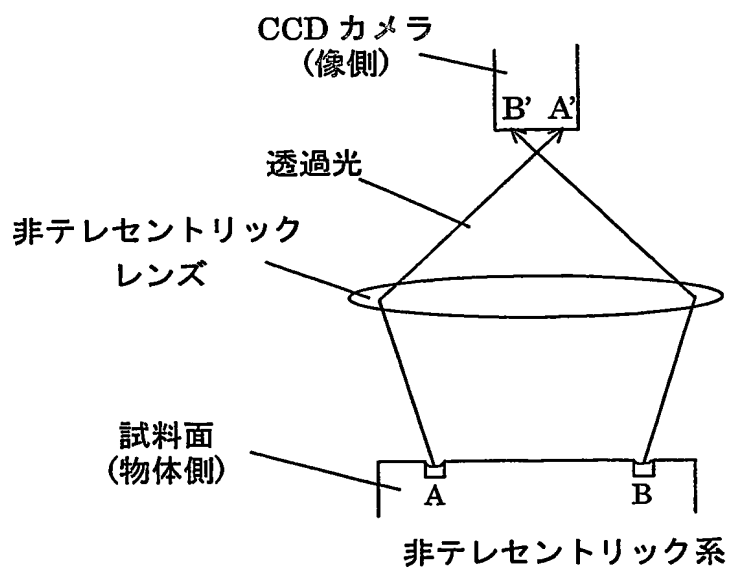 CCD カメラ
(像側)
B' A'
透過光
非テレセントリック
レンズ
試料面
(物体側)
A
B
非テレセントリック系